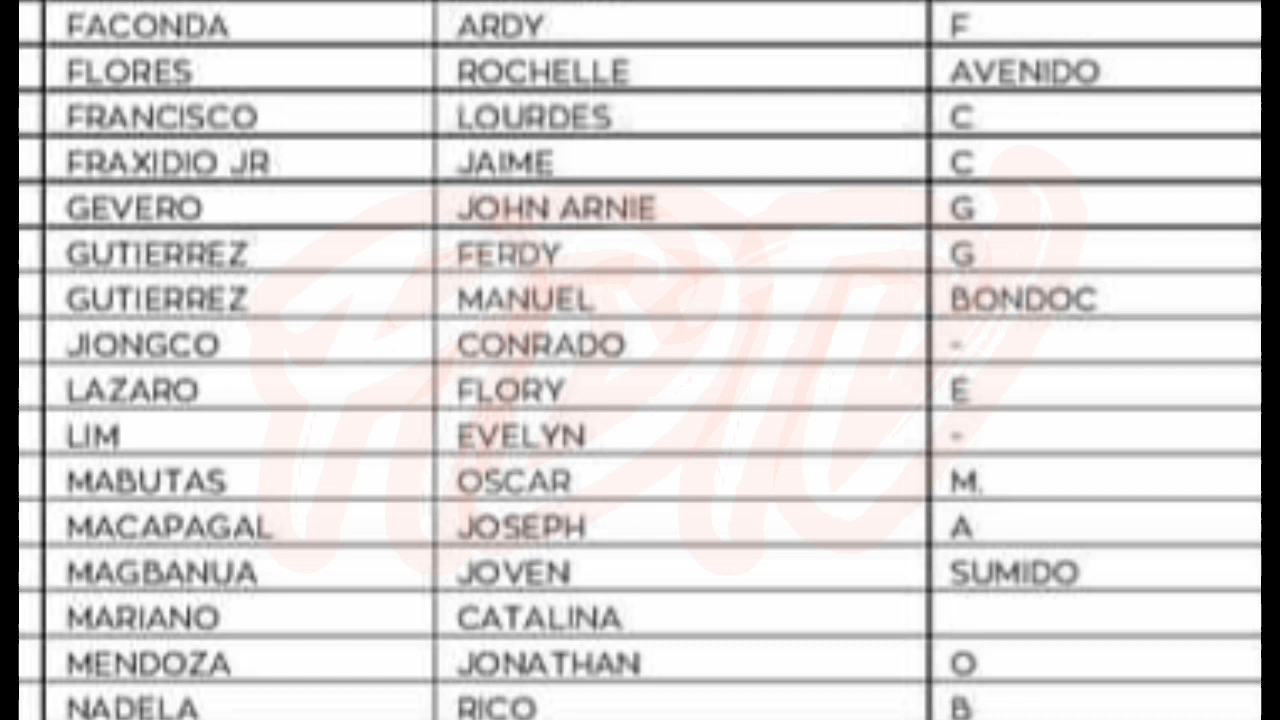 FACONDA ARDY F
FLORES ROCHELLE AVENIDO
FRANCISCO LOURDES C
FRAXIDIO JR JAIME C
GEVERO JOHN ARNIE G
GUTIERREZ FERDY G
GUTIERREZ MANUEL BONDOC
JIONGCO CONRADO -
LAZARO FLORY E
LIM EVELYN -
MABUTAS OSCAR M.
MACAPAGAL JOSEPH A
MAGBANUA JOVEN SUMIDO
MARIANO CATALINA
MENDOZA JONATHAN O
NADELA RICO B